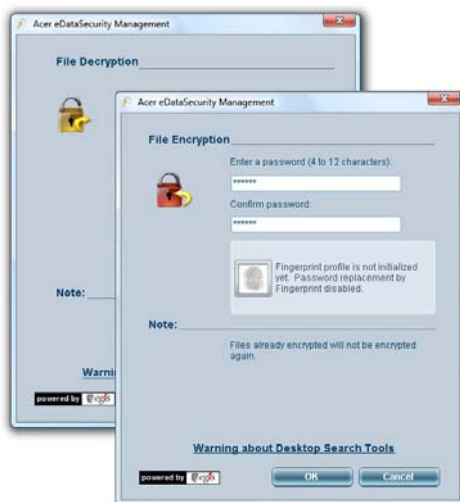 Acer eDataSecurity Management
File Decryption
Note:
Warni
powered by egis
Acer eDataSecurity Management
File Encryption
Enter a password (4 to 12 characters):
******
Confirm password:
******
Fingerprint profile is not initialized
yet. Password replacement by
Fingerprint disabled.
Note:
Files already encrypted will not be encrypted
again.
Warning about Desktop Search Tools
powered by egis
OK
Cancel